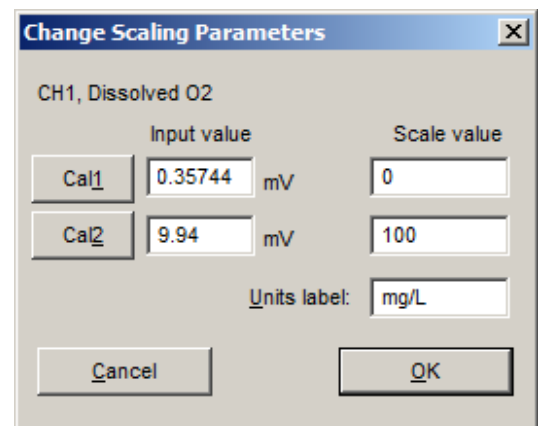 Change Scaling Parameters
CH1, Dissolved O2
Input value Scale value
Cal1 0.35744 mV 0
Cal2 9.94 mV 100
Units label: mg/L
Cancel OK